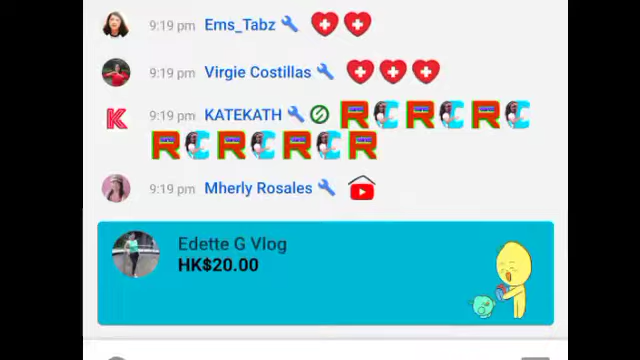 9:19 pm Ems_Tabz
9:19 pm Virgie Costillas
9:19 pm KATEKATH R R R
R R R R
9:19 pm Mherly Rosales
Edette G Vlog
HK$20.00